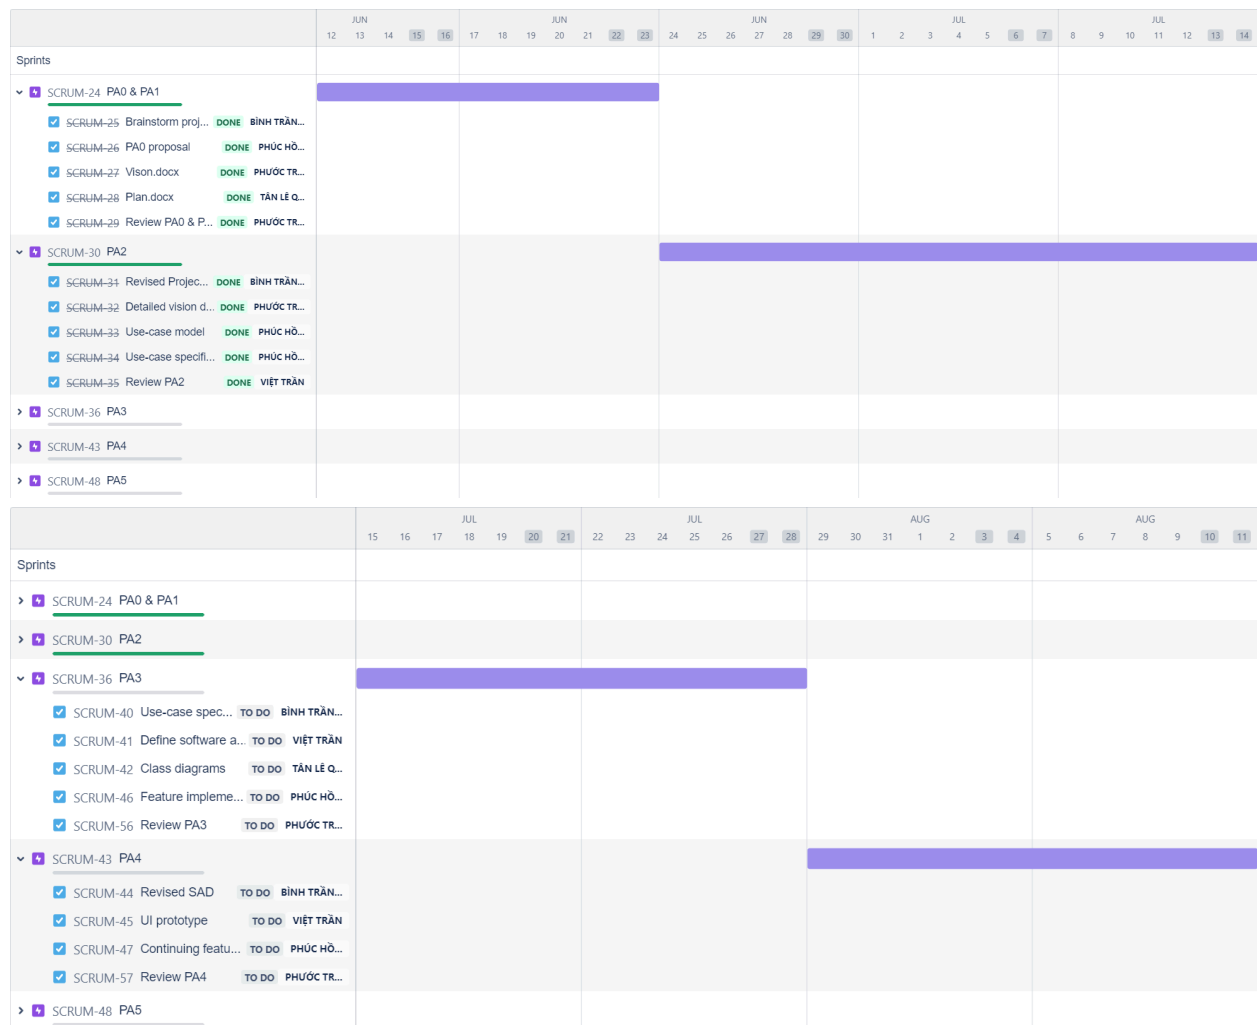 JUN JUN JUN JUL JUL
12 13 14 15 16 17 18 19 20 21 22 23 24 25 26 27 28 29 30 1 2 3 4 5 6 7 8 9 10 11 12 13 14
Sprints
SCRUM-24 PA0 & PA1
SCRUM-25 Brainstorm proj... DONE BÌNH TRẦN...
SCRUM-26 PA0 proposal DONE PHÚC HỒ...
SCRUM-27 Vison.docx DONE PHƯỚC TR...
SCRUM-28 Plan.docx DONE TÂN LÊ Q...
SCRUM-29 Review PA0 & P... DONE PHƯỚC TR...
SCRUM-30 PA2
SCRUM-31 Revised Projec... DONE BÌNH TRẦN...
SCRUM-32 Detailed vision d... DONE PHƯỚC TR...
SCRUM-33 Use-case model DONE PHÚC HỒ...
SCRUM-34 Use-case specifi... DONE PHÚC HỒ...
SCRUM-35 Review PA2 DONE VIỆT TRẦN
SCRUM-36 PA3
SCRUM-43 PA4
SCRUM-48 PA5
JUL JUL AUG AUG
15 16 17 18 19 20 21 22 23 24 25 26 27 28 29 30 31 1 2 3 4 5 6 7 8 9 10 11
Sprints
SCRUM-24 PA0 & PA1
SCRUM-30 PA2
SCRUM-36 PA3
SCRUM-40 Use-case spec... TO DO BÌNH TRẦN...
SCRUM-41 Define software a... TO DO VIỆT TRẦN
SCRUM-42 Class diagrams TO DO TÂN LÊ Q...
SCRUM-46 Feature impleme... TO DO PHÚC HỒ...
SCRUM-56 Review PA3 TO DO PHƯỚC TR...
SCRUM-43 PA4
SCRUM-44 Revised SAD TO DO BÌNH TRẦN...
SCRUM-45 UI prototype TO DO VIỆT TRẦN
SCRUM-47 Continuing featu... TO DO PHÚC HỒ...
SCRUM-57 Review PA4 TO DO PHƯỚC TR...
SCRUM-48 PA5